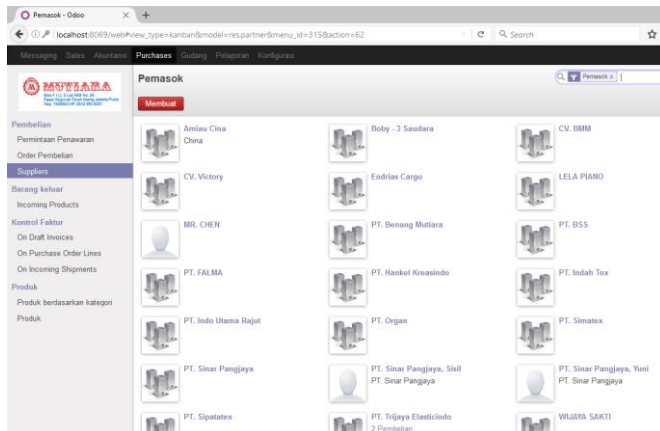 Pemasok - Odoo
localhost:8069/web#view_type=kanban&model=res.partner&menu_id=315&action=62
Search
Messaging Sales Akuntansi Purchases Gudang Pelaporan Konfigurasi
MUTIARA
Pemasok
Pemasok x
Membuat
Pembelian
Permintaan Penawaran
Order Pembelian
Suppliers
Barang keluar
Incoming Products
Kontrol Faktur
On Draft Invoices
On Purchase Order Lines
On Incoming Shipments
Produk
Produk berdasarkan kategori
Produk
Amiau Cina
China
Boby - 3 Saudara
CV. BMM
CV. Victory
Endrias Cargo
LELA PIANO
MR. CHEN
PT. Benang Mutiara
PT. BSS
PT. FALMA
PT. Hankel Kreasindo
PT. Indah Tex
PT. Indo Utama Rajut
PT. Organ
PT. Simatex
PT. Sinar Pangjaya
PT. Sinar Pangjaya, Sisil
PT. Sinar Pangjaya
PT. Sinar Pangjaya, Yuni
PT. Sinar Pangjaya
PT. Sipatatex
PT. Trijaya Elasticindo
2 Pembelian
WIJAYA SAKTI